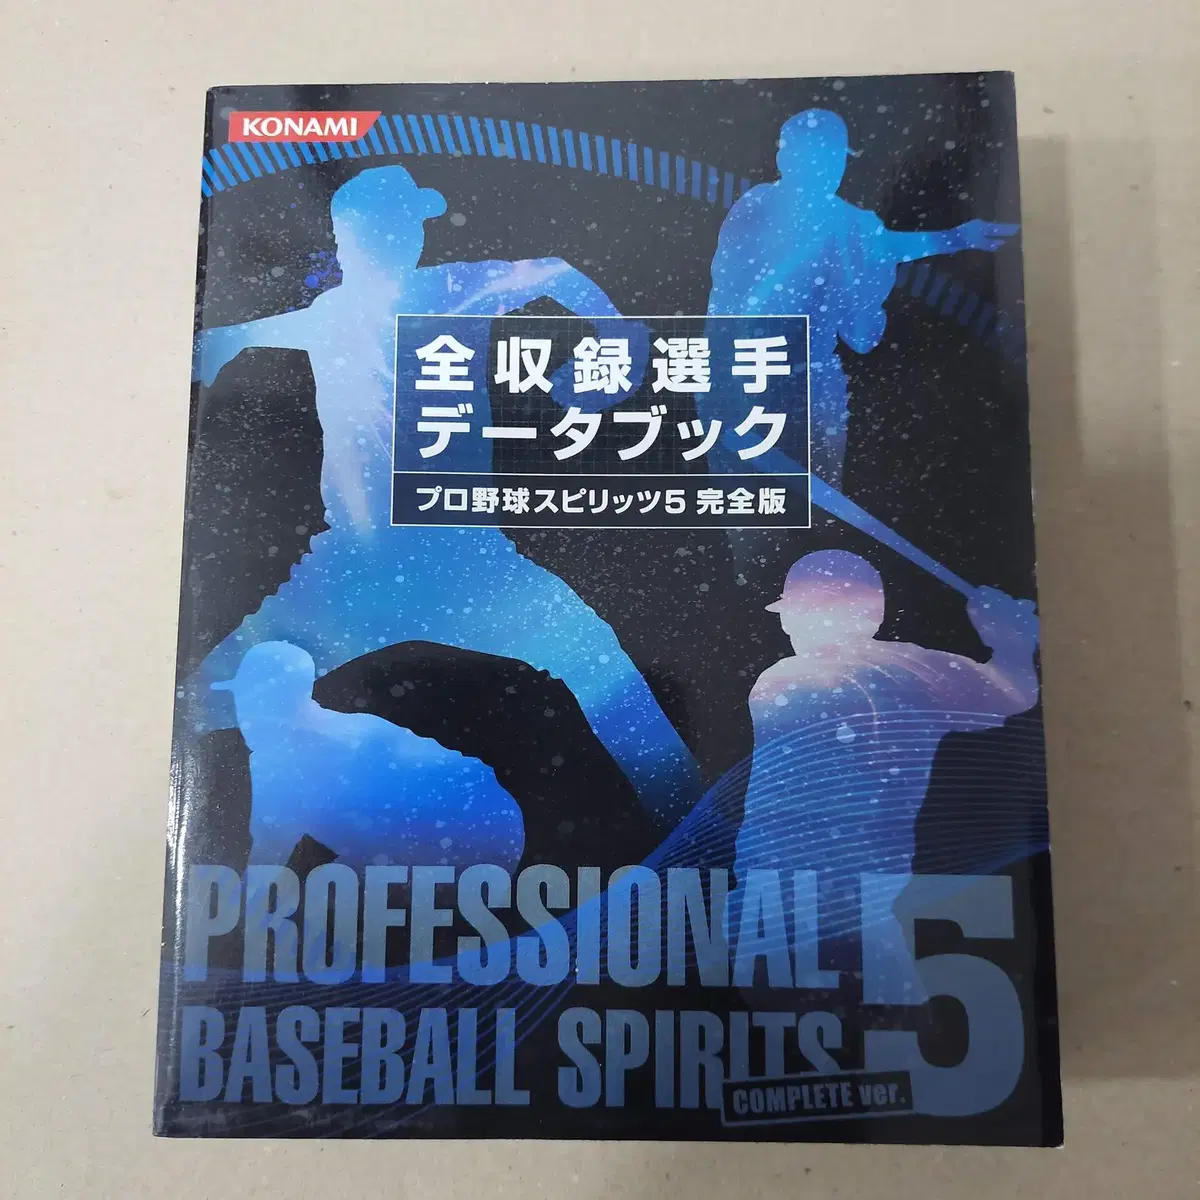 KONAMI
全収録選手
データブック
プロ野球スピリッツ5 完全版
PROFESSIONAL
BASEBALL SPIRITS 5
COMPLETE ver.